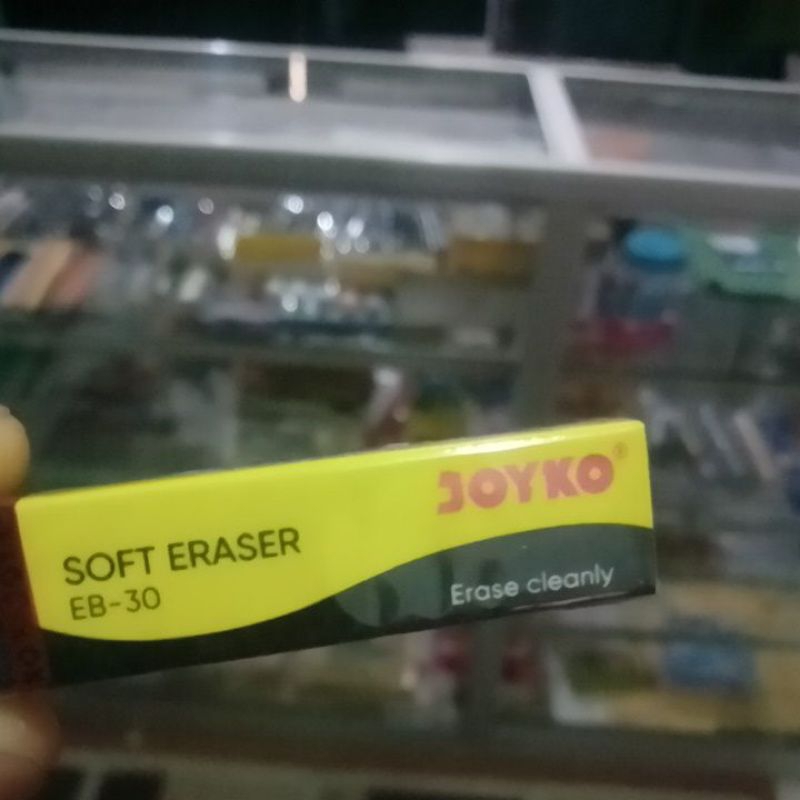 JOYKO®
SOFT ERASER
EB-30
Erase cleanly